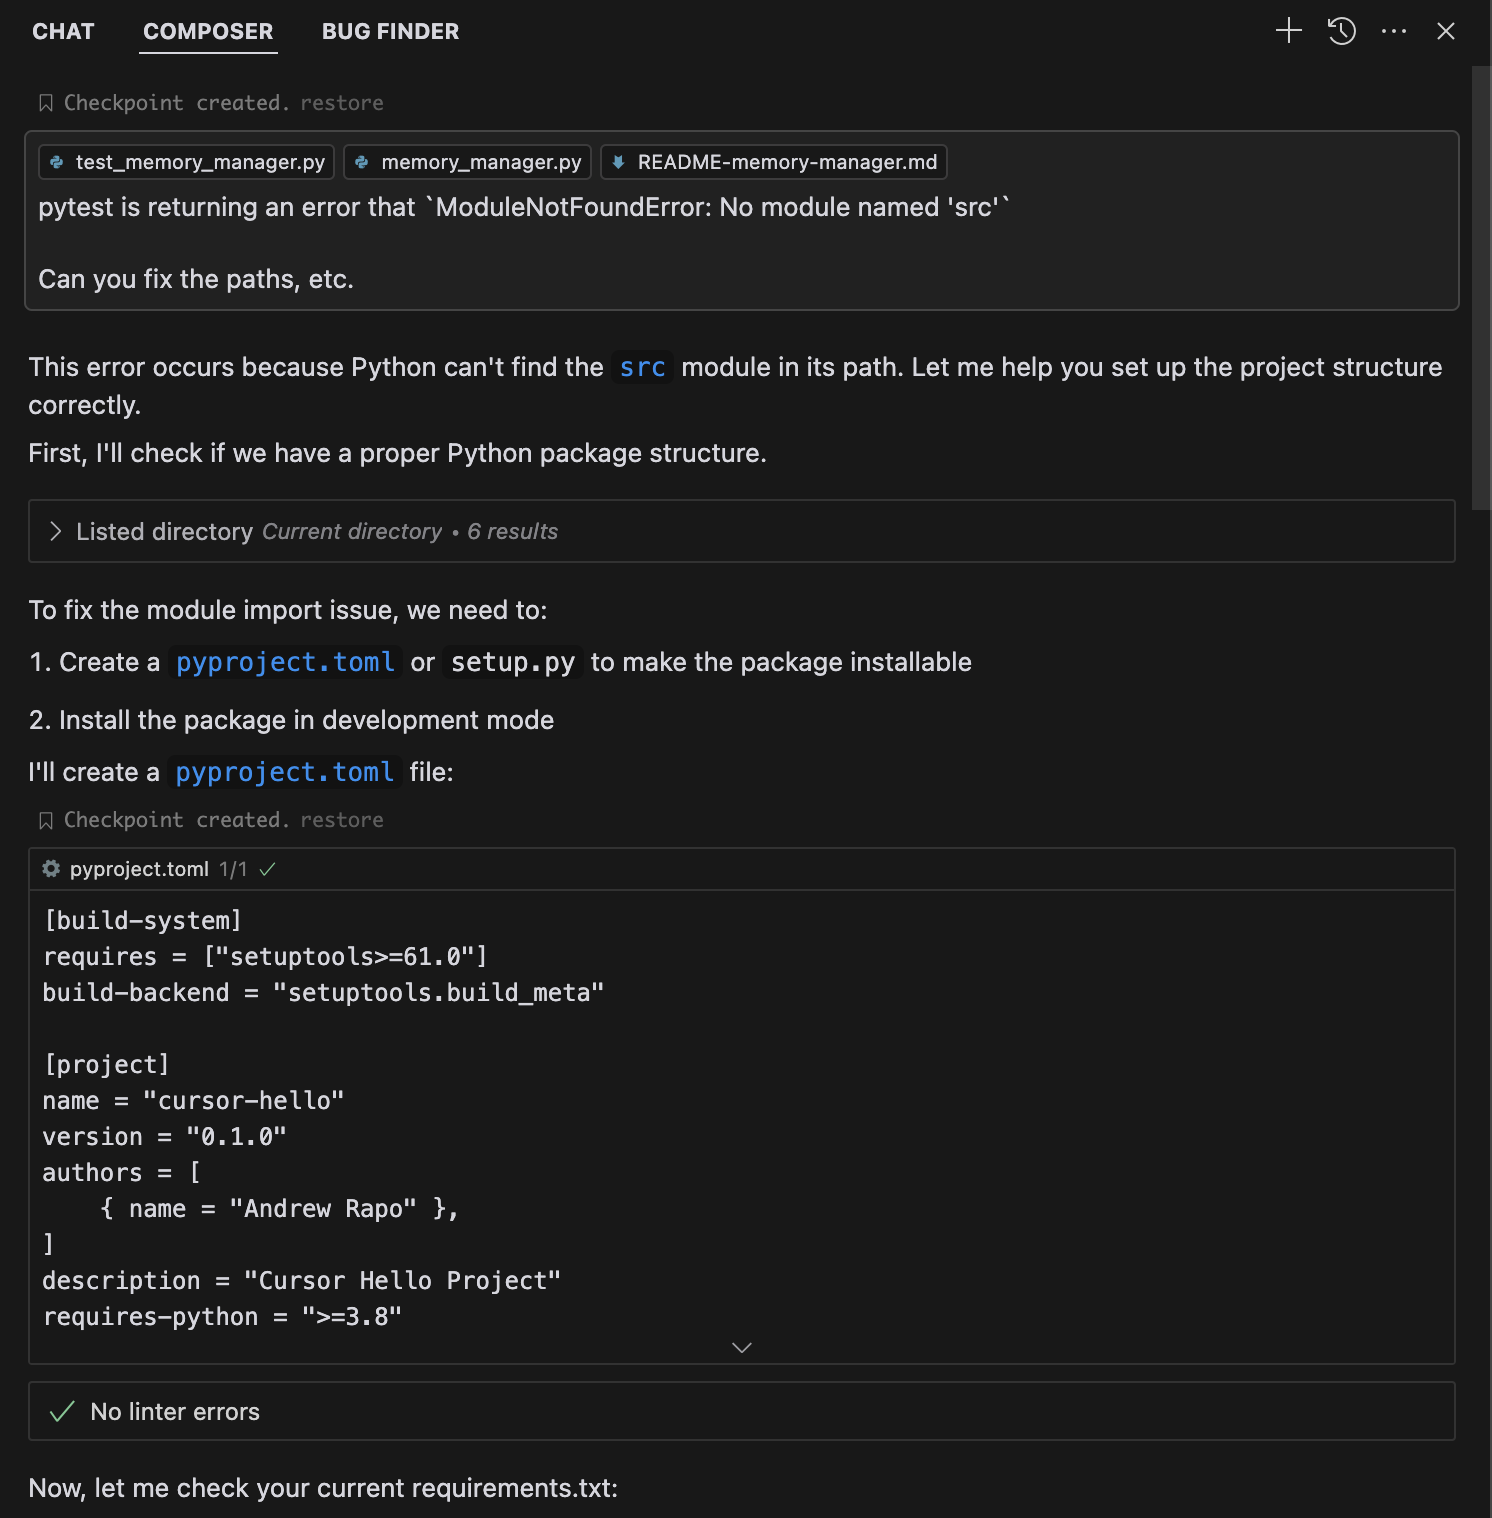 CHAT COMPOSER BUG FINDER
Checkpoint created. restore
test_memory_manager.py memory_manager.py README-memory-manager.md
pytest is returning an error that `ModuleNotFoundError: No module named 'src'`
Can you fix the paths, etc.
This error occurs because Python can't find the src module in its path. Let me help you set up the project structure
correctly.
First, I'll check if we have a proper Python package structure.
Listed directory Current directory • 6 results
To fix the module import issue, we need to:
1. Create a pyproject.toml or setup.py to make the package installable
2. Install the package in development mode
I'll create a pyproject.toml file:
Checkpoint created. restore
pyproject.toml 1/1
[build-system]
requires = ["setuptools>=61.0"]
build-backend = "setuptools.build_meta"
[project]
name = "cursor-hello"
version = "0.1.0"
authors = [
    { name = "Andrew Rapo" },
]
description = "Cursor Hello Project"
requires-python = ">=3.8"
No linter errors
Now, let me check your current requirements.txt: